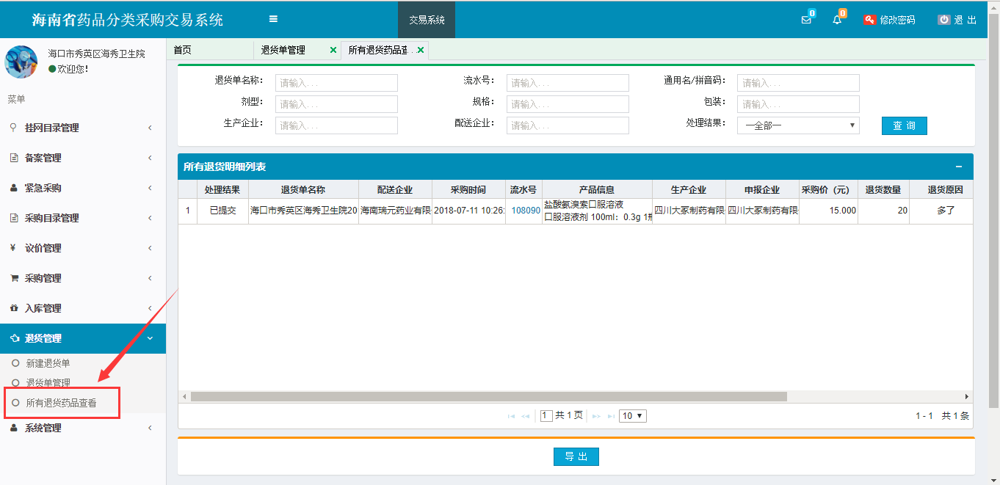 海南省药品分类采购交易系统
交易系统
0
0
修改密码
退 出
海口市秀英区海秀卫生院
欢迎您！
首页
退货单管理
所有退货药品查. .
菜单
挂网目录管理
备案管理
紧急采购
采购目录管理
议价管理
采购管理
入库管理
退货管理
新建退货单
退货单管理
所有退货药品查看
系统管理
退货单名称： 请输入. . . 流水号： 请输入. . . 通用名/拼音码： 请输入. . .
剂型： 请输入. . . 规格： 请输入. . . 包装： 请输入. . .
生产企业： 请输入. . . 配送企业： 请输入. . . 处理结果： —全部— 查 询
所有退货明细列表
处理结果 退货单名称 配送企业 采购时间 流水号 产品信息 生产企业 申报企业 采购价（元） 退货数量 退货原因
1 已提交 海口市秀英区海秀卫生院20 海南瑞元药业有限 2018-07-11 10:26: 108090 盐酸氨溴索口服溶液 四川大冢制药有限 四川大冢制药有限 15.000 20 多了
口服溶液剂 100ml：0.3g 1瓶
1 共 1 页 10 1 - 1 共 1 条
导 出